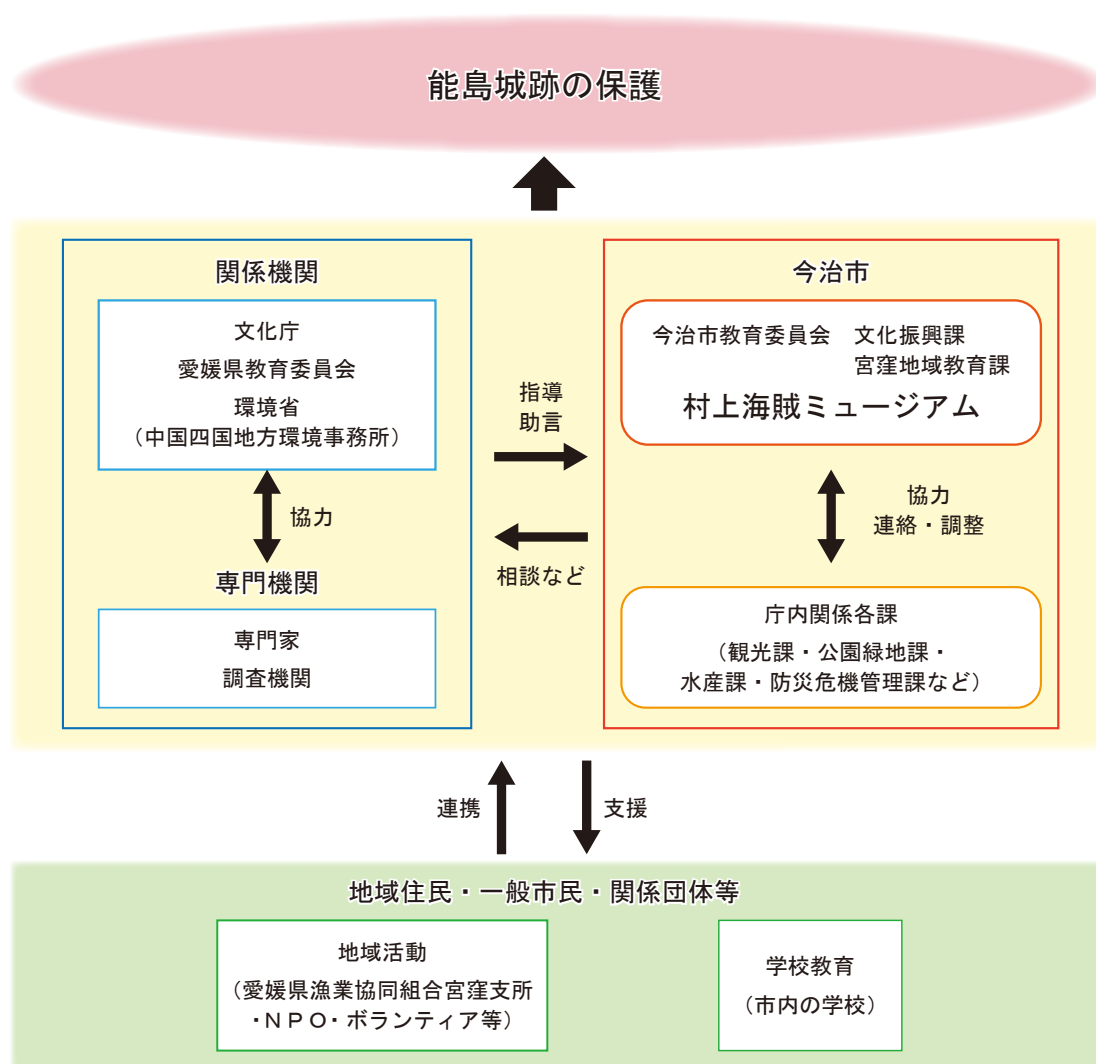 能島城跡の保護
関係機関
文化庁
愛媛県教育委員会
環境省
（中国四国地方環境事務所）
協力
専門機関
専門家
調査機関
指導
助言
相談など
今治市
今治市教育委員会　文化振興課
宮窪地域教育課
村上海賊ミュージアム
協力
連絡・調整
庁内関係各課
（観光課・公園緑地課・
水産課・防災危機管理課など）
連携
支援
地域住民・一般市民・関係団体等
地域活動
（愛媛県漁業協同組合宮窪支所
・ＮＰＯ・ボランティア等）
学校教育
（市内の学校）